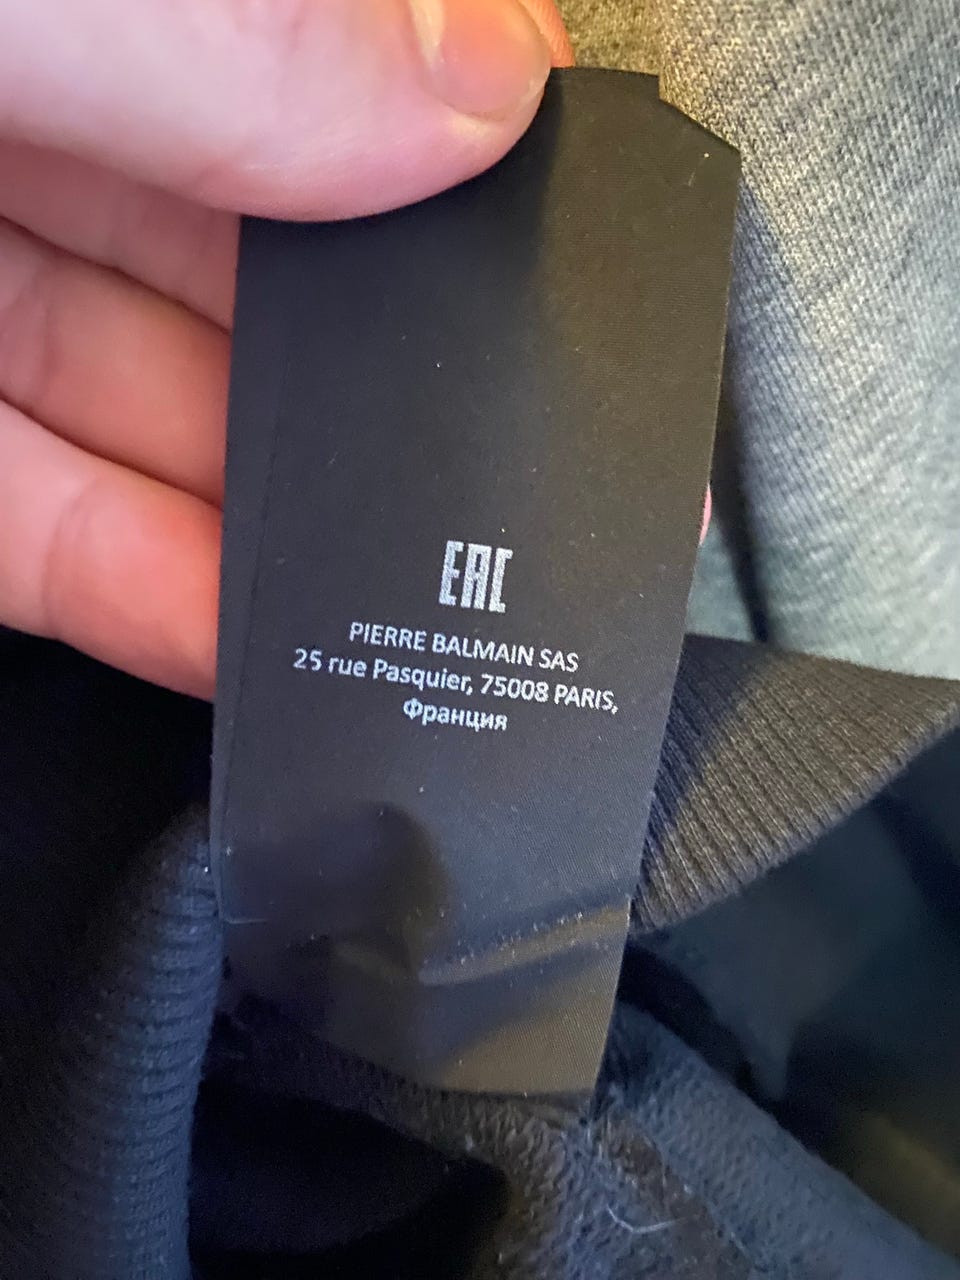 EAC
PIERRE BALMAIN SAS
25 rue Pasquier, 75008 PARIS,
Франция